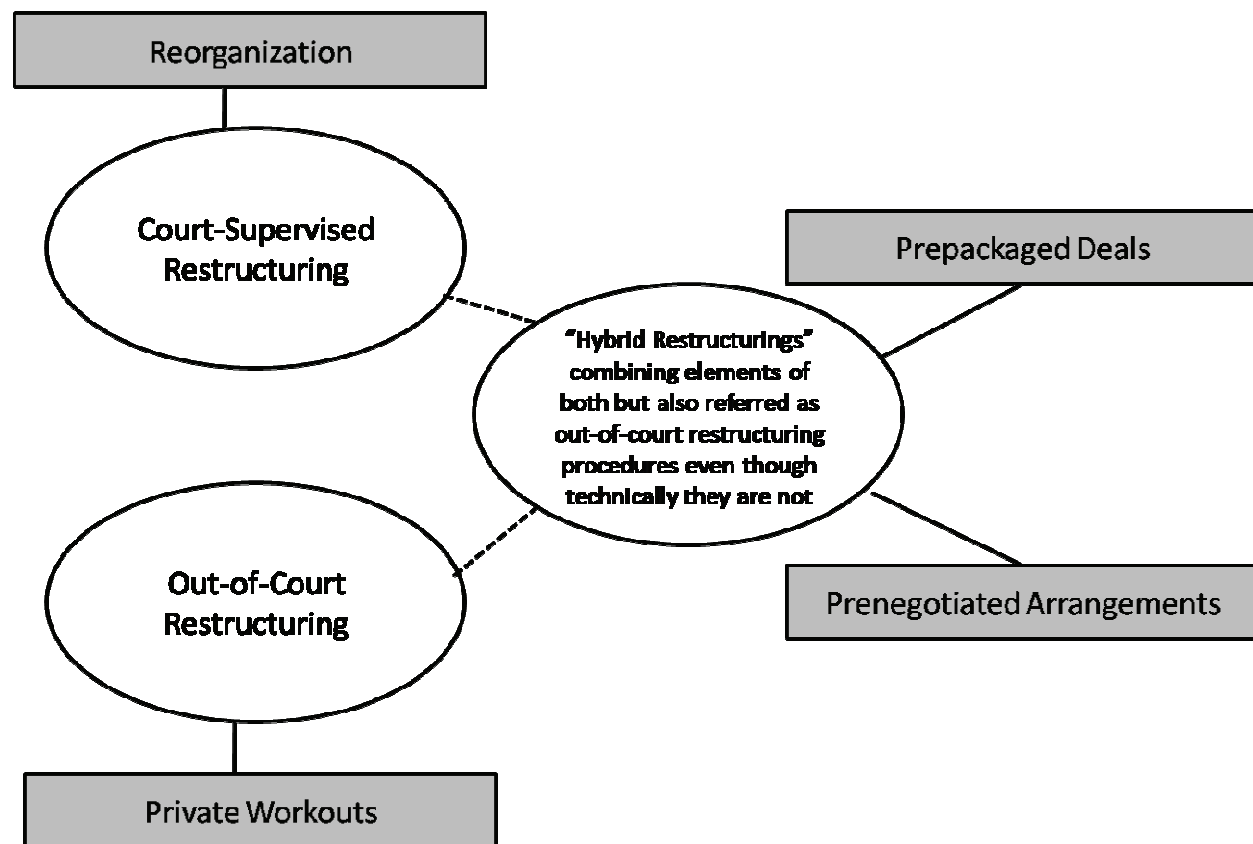 Reorganization
Court-Supervised
Restructuring
Prepackaged Deals
“Hybrid Restructurings”
combining elements of
both but also referred as
out-of-court restructuring
procedures even though
technically they are not
Out-of-Court
Restructuring
Prenegotiated Arrangements
Private Workouts